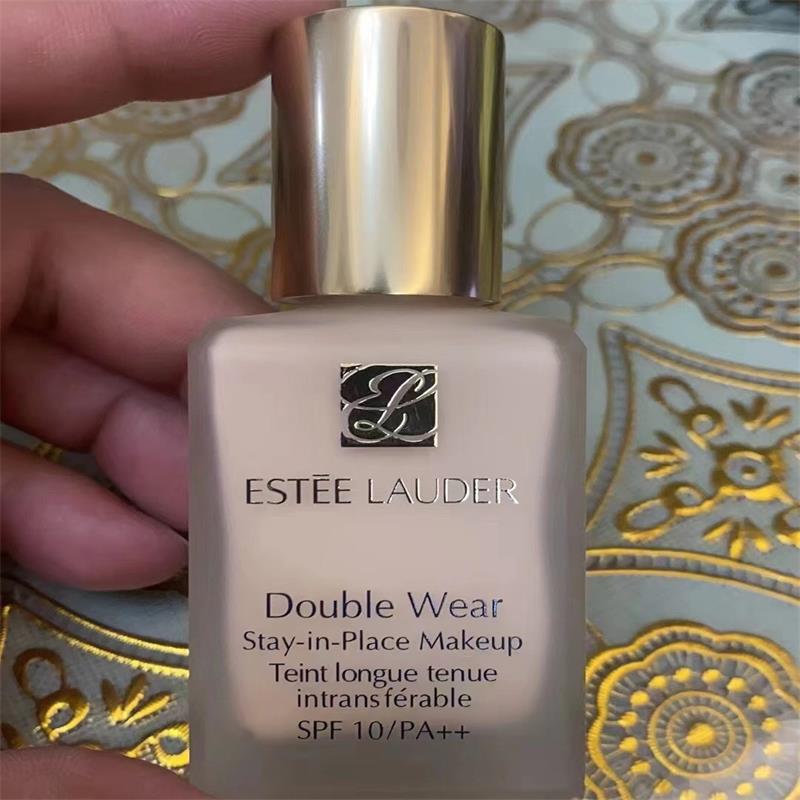 ESTĒE LAUDER
Double Wear
Stay-in-Place Makeup
Teint longue tenue
intransférable
SPF 10/PA++